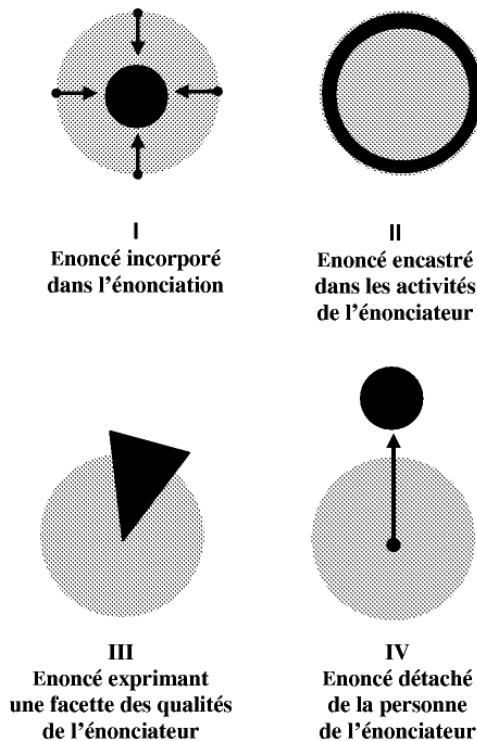 I
Enoncé incorporé
dans l'énonciation
II
Enoncé encastré
dans les activités
de l'énonciateur
III
Enoncé exprimant
une facette des qualités
de l'énonciateur
IV
Enoncé détaché
de la personne
de l'énonciateur